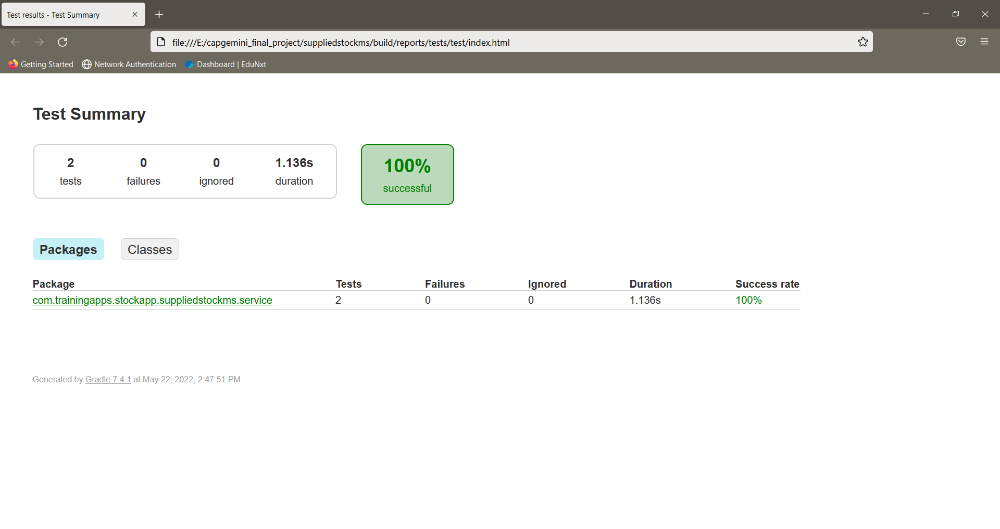 Test results - Test Summary
file:///E:/capgemini_final_project/suppliedstockms/build/reports/tests/test/index.html
Getting Started Network Authentication Dashboard | EduNxt
Test Summary
2 0 0 1.136s
tests failures ignored duration
100%
successful
Packages Classes
Package Tests Failures Ignored Duration Success rate
com.trainingapps.stockapp.suppliedstockms.service 2 0 0 1.136s 100%
Generated by Gradle 7.4.1 at May 22, 2022, 2:47:51 PM